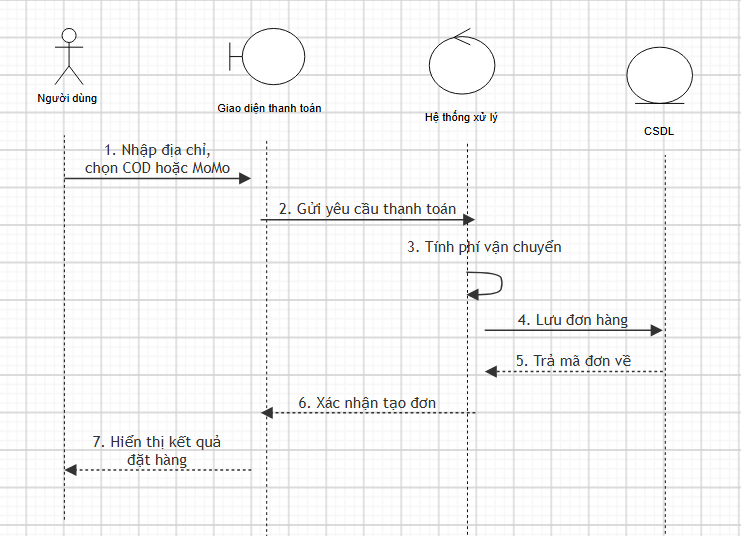 Người dùng
Giao diện thanh toán
Hệ thống xử lý
CSDL
1. Nhập địa chỉ,
chọn COD hoặc MoMo
2. Gửi yêu cầu thanh toán
3. Tính phí vận chuyển
4. Lưu đơn hàng
5. Trả mã đơn về
6. Xác nhận tạo đơn
7. Hiển thị kết quả
đặt hàng